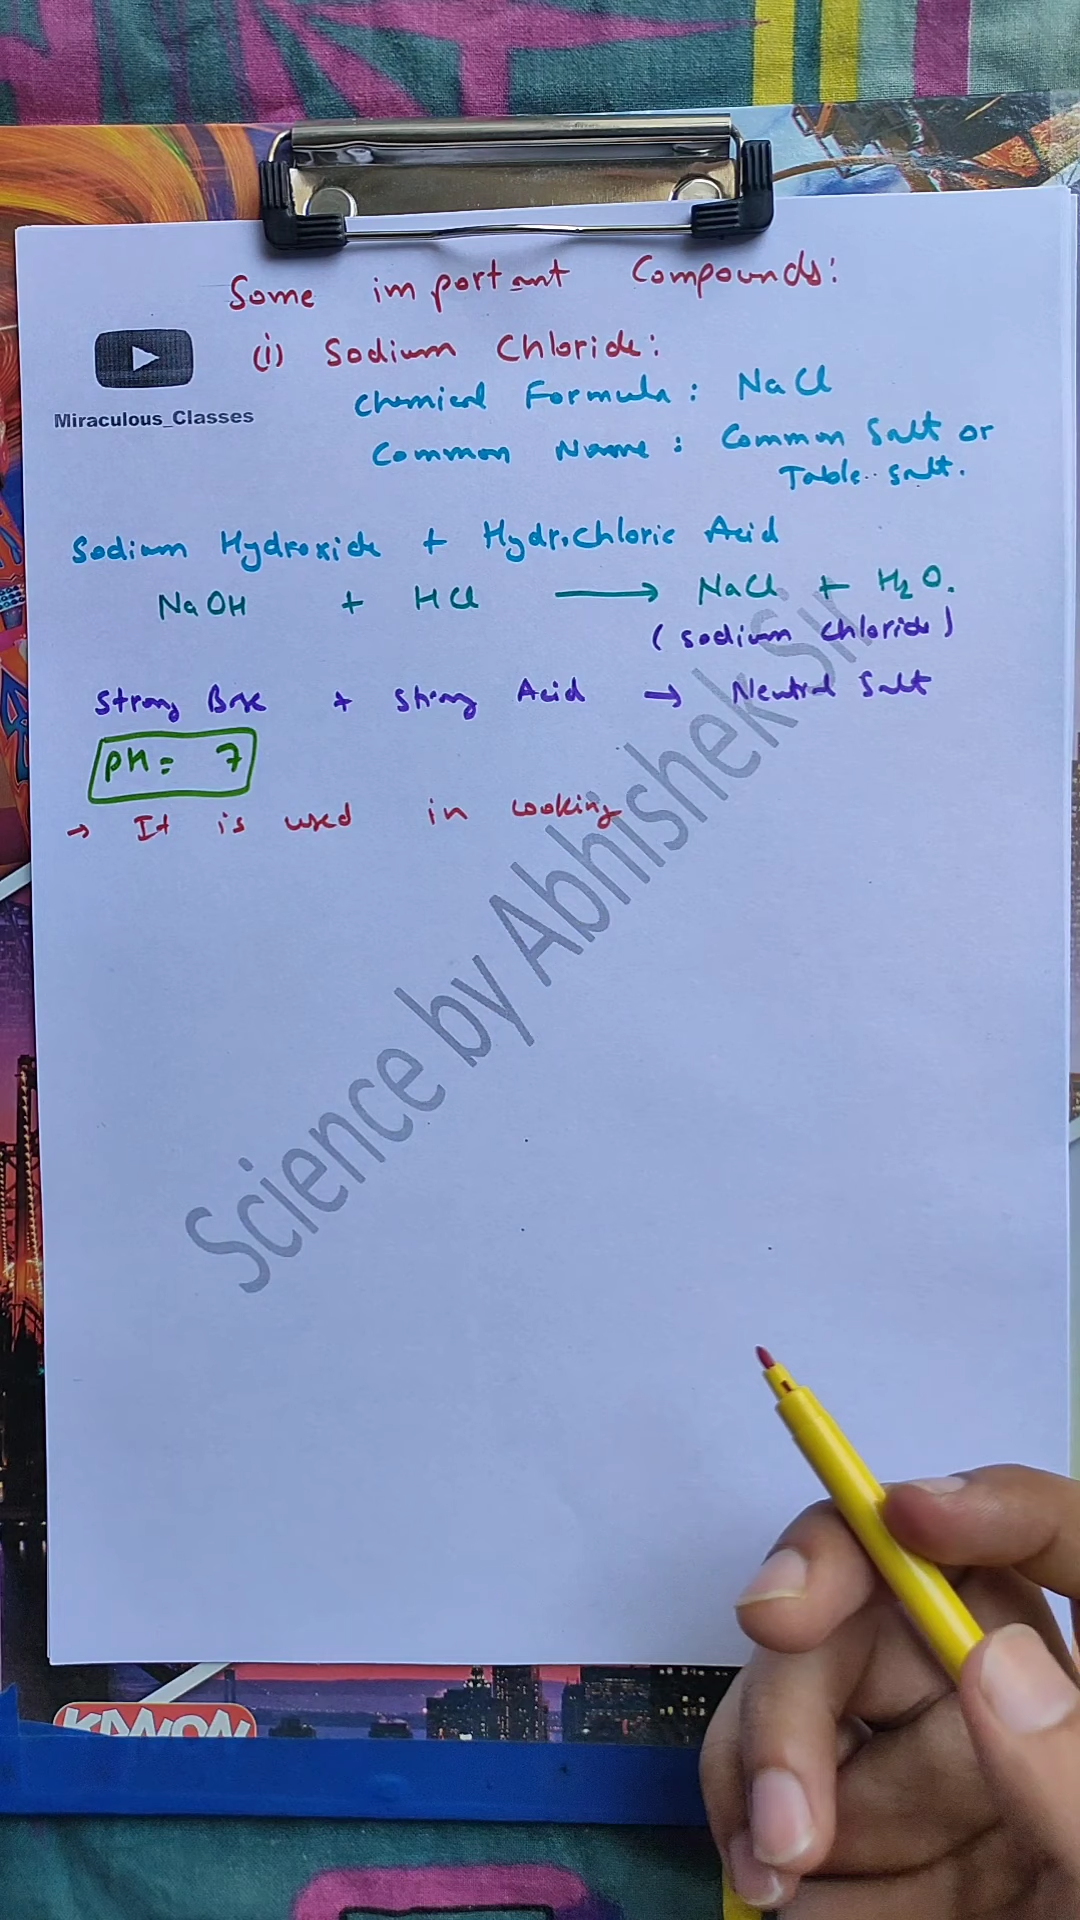 Some important Compounds:
(i) Sodium Chloride:
Miraculous_Classes
Chemical Formula: NaCl
Common Name: Common Salt or
Table salt.
Sodium Hydroxide + Hydrochloric Acid
NaOH + HCl ⟶ NaCl + H₂O.
(Sodium chloride)
Strong Base + Strong Acid → Neutral Salt
pH = 7
→ It is used in cooking
Science by Abhishek Sir